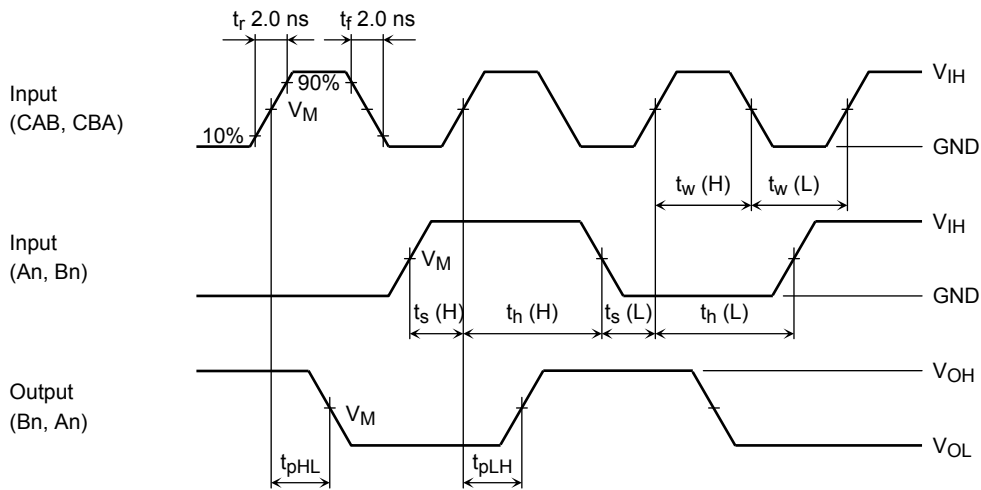 tr 2.0 ns
tf 2.0 ns
Input
(CAB, CBA)
90%
VM
10%
VIH
GND
tw (H)
tw (L)
Input
(An, Bn)
VM
VIH
GND
ts (H)
th (H)
ts (L)
th (L)
Output
(Bn, An)
VM
VOH
VOL
tpHL
tpLH